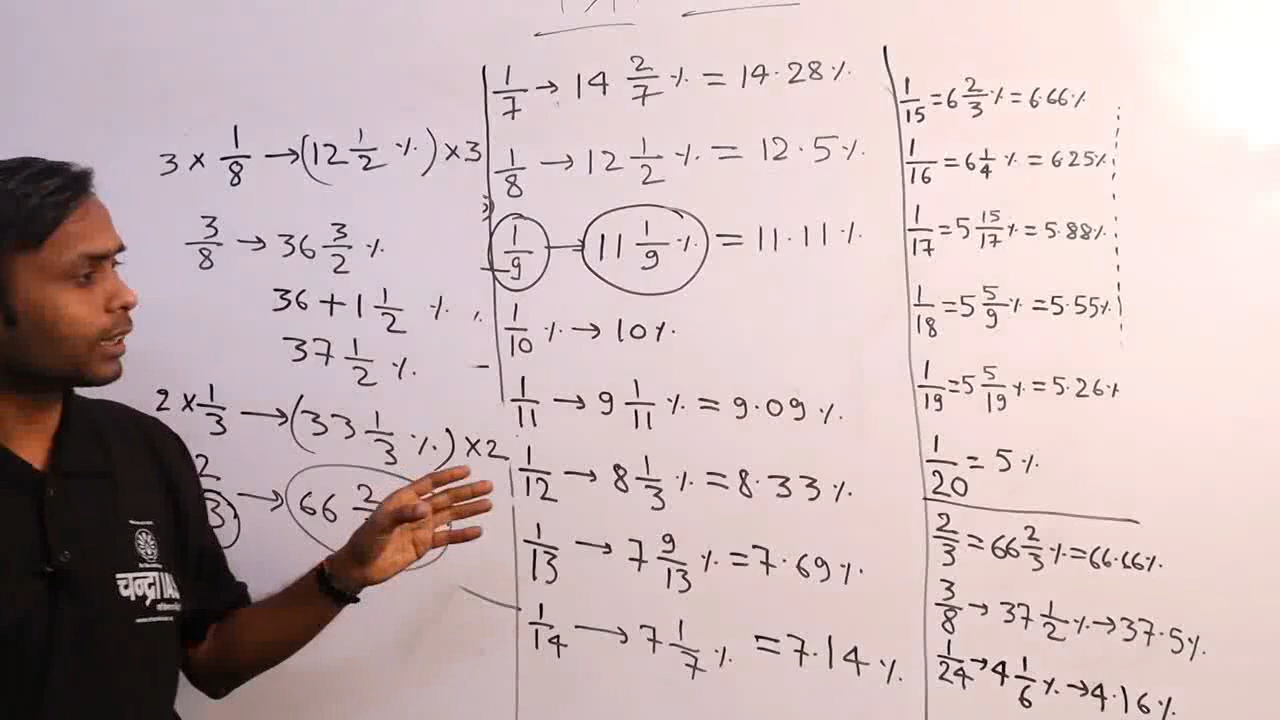 3 × 1/8 → (12 1/2 %) × 3
3/8 → 36 3/2 %
36 + 1 1/2 %
37 1/2 %
2 × 1/3 → (33 1/3 %) × 2
2/3 → 66 2/
1/7 → 14 2/7 % = 14.28%
1/8 → 12 1/2 % = 12.5%
1/9 → 11 1/9 % = 11.11%
1/10 % → 10%
1/11 → 9 1/11 % = 9.09%
1/12 → 8 1/3 % = 8.33%
1/13 → 7 9/13 % = 7.69%
1/14 → 7 1/7 % = 7.14%
1/15 = 6 2/3 % = 6.66%
1/16 = 6 1/4 % = 6.25%
1/17 = 5 15/17 % = 5.88%
1/18 = 5 5/9 % = 5.55%
1/19 = 5 5/19 % = 5.26%
1/20 = 5%
2/3 = 66 2/3 % = 66.66%
3/8 → 37 1/2 % → 37.5%
1/24 → 4 1/6 % → 4.16%
चन्द्रा IAS